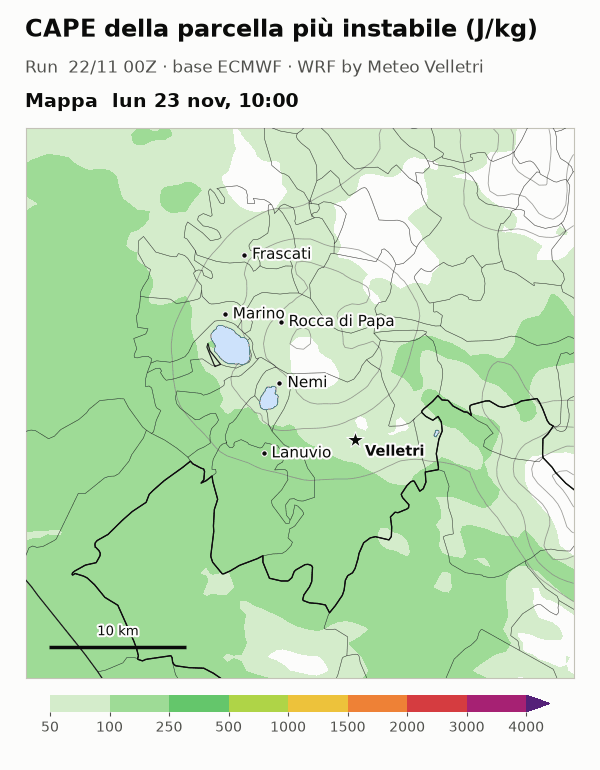 CAPE della parcella più instabile (J/kg)
Run  22/11 00Z · base ECMWF · WRF by Meteo Velletri
Mappa  lun 23 nov, 10:00
Frascati
Marino
Rocca di Papa
Nemi
Velletri
Lanuvio
10 km
50 100 250 500 1000 1500 2000 3000 4000